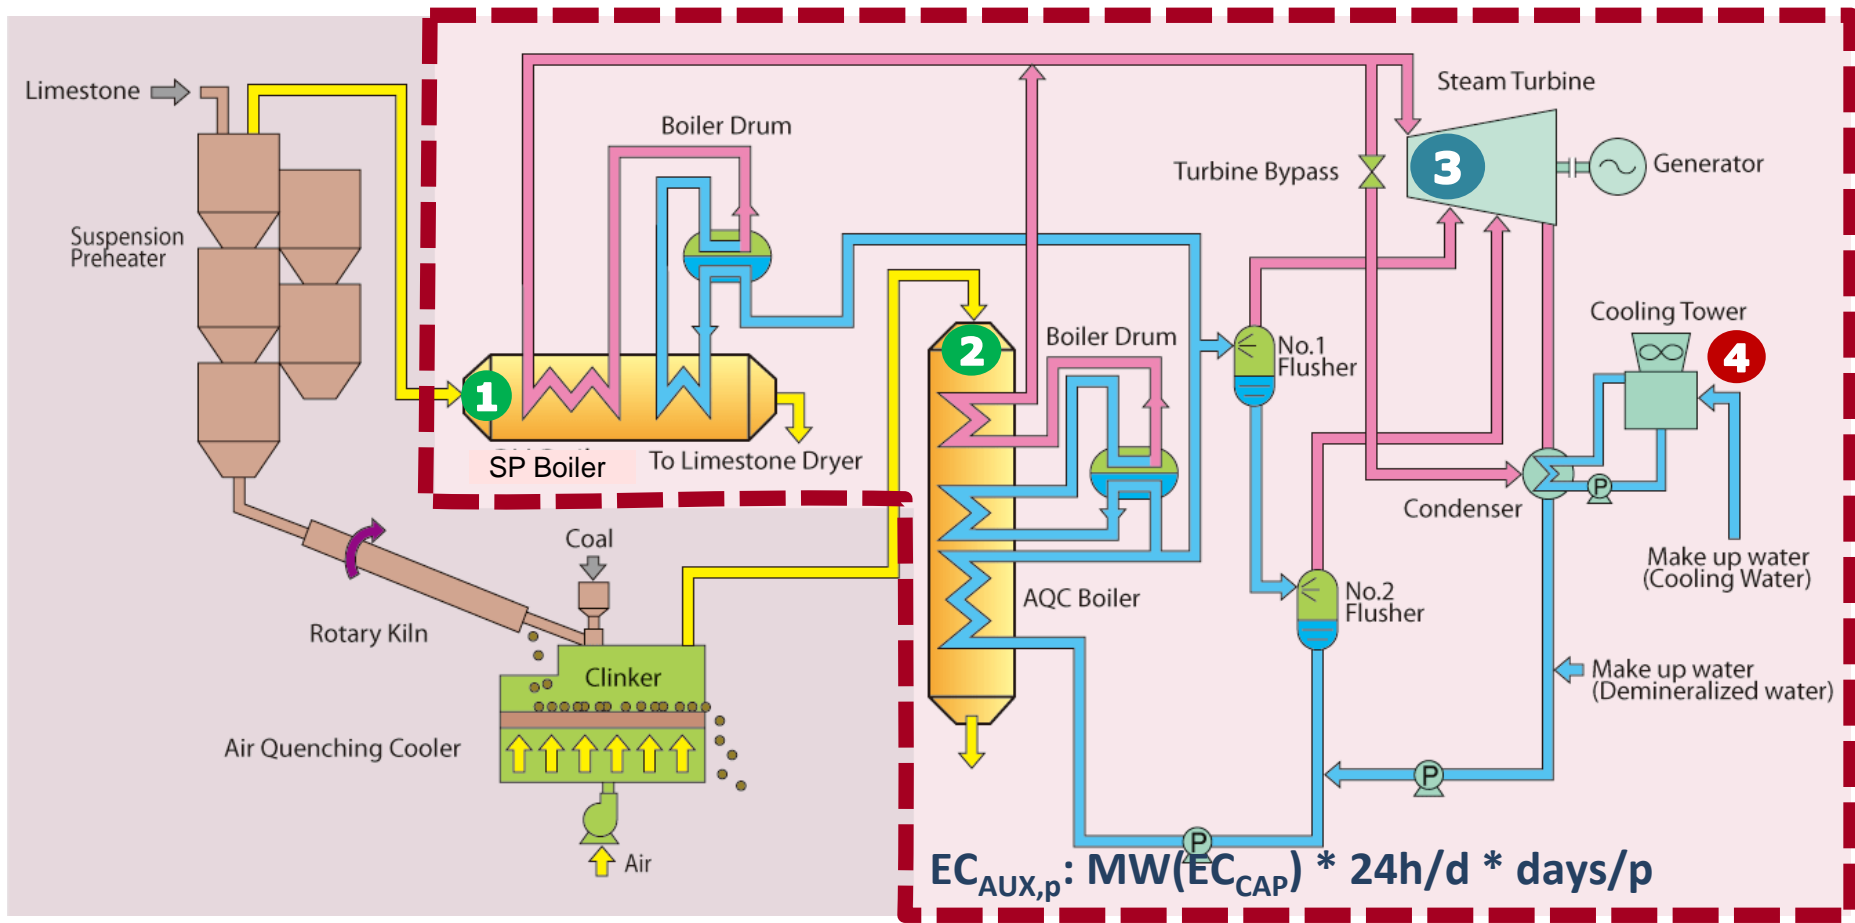 Limestone
Suspension
Preheater
Boiler Drum
1
SP Boiler
To Limestone Dryer
Steam Turbine
Turbine Bypass
3
Generator
Cooling Tower
4
2
Boiler Drum
No.1
Flusher
Condenser
P
Make up water
(Cooling Water)
Coal
Rotary Kiln
AQC Boiler
No.2
Flusher
Clinker
Make up water
(Demineralized water)
Air Quenching Cooler
P
Air
P
EC_AUX,p: MW(EC_CAP) * 24h/d * days/p